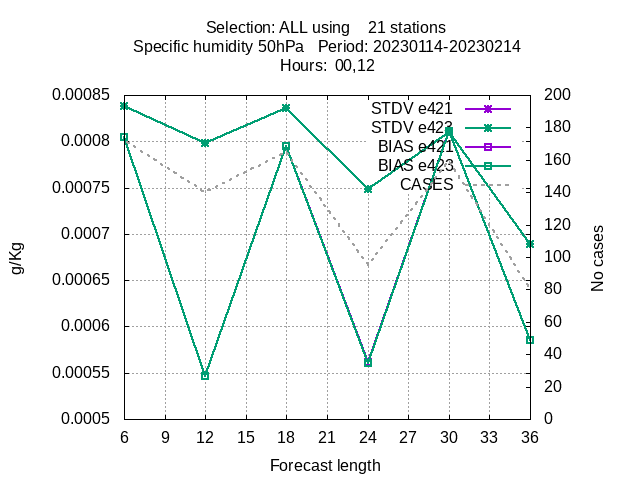 Selection: ALL using    21 stations
Specific humidity 50hPa   Period: 20230114-20230214
Hours:  00,12
STDV e421
STDV e423
BIAS e421
BIAS e423
CASES
0.00085
0.0008
0.00075
0.0007
0.00065
0.0006
0.00055
0.0005
g/Kg
200
180
160
140
120
100
80
60
40
20
0
No cases
6 9 12 15 18 21 24 27 30 33 36
Forecast length